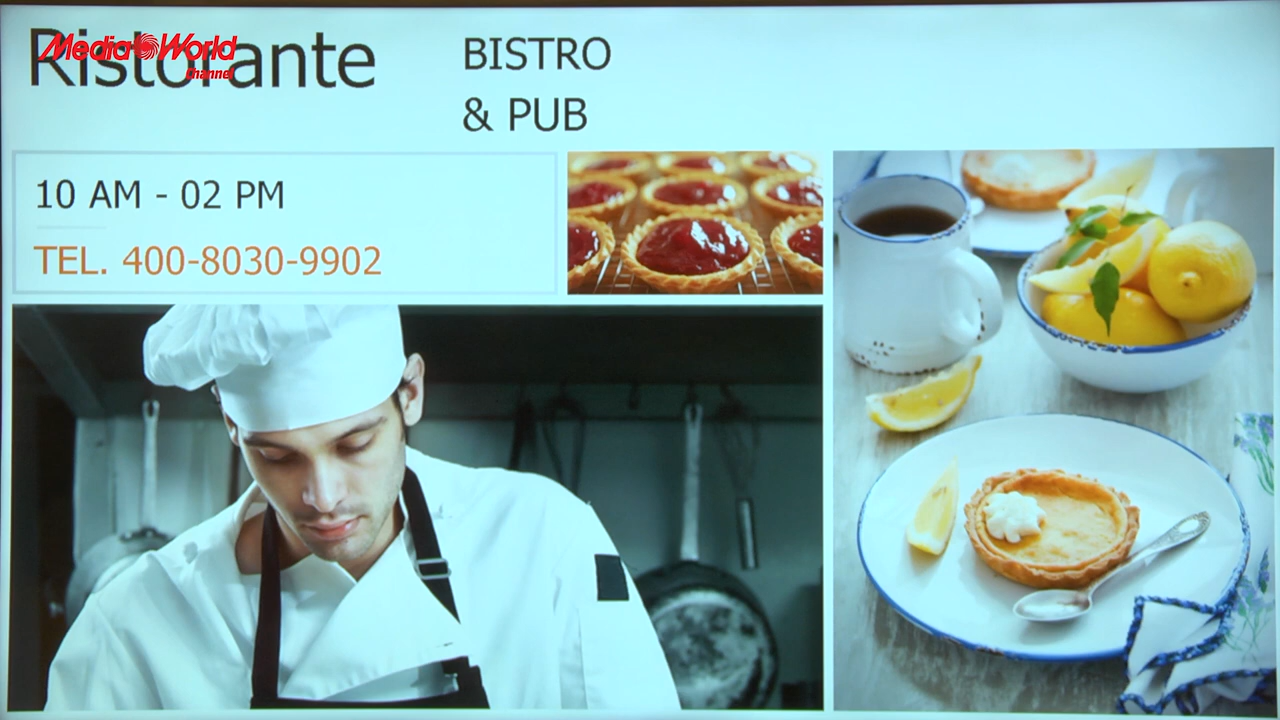 Ristorante
MediaWorld
Channel
BISTRO
& PUB
10 AM - 02 PM
TEL. 400-8030-9902